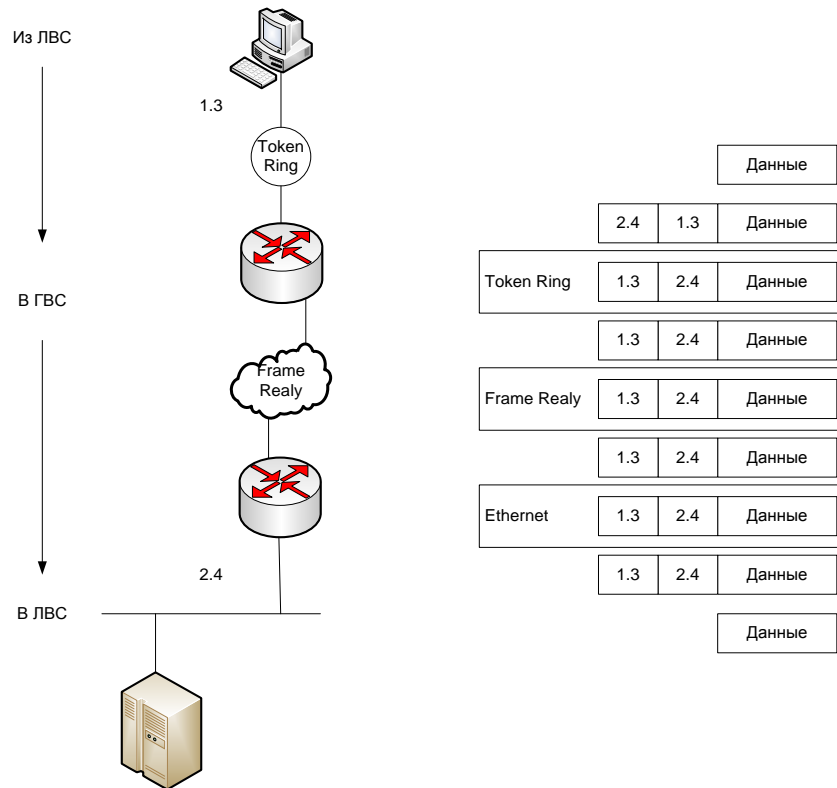 Из ЛВС
1.3
Token
Ring
В ГВС
Frame
Realy
2.4
В ЛВС
Данные
2.4 1.3 Данные
Token Ring 1.3 2.4 Данные
1.3 2.4 Данные
Frame Realy 1.3 2.4 Данные
1.3 2.4 Данные
Ethernet 1.3 2.4 Данные
1.3 2.4 Данные
Данные